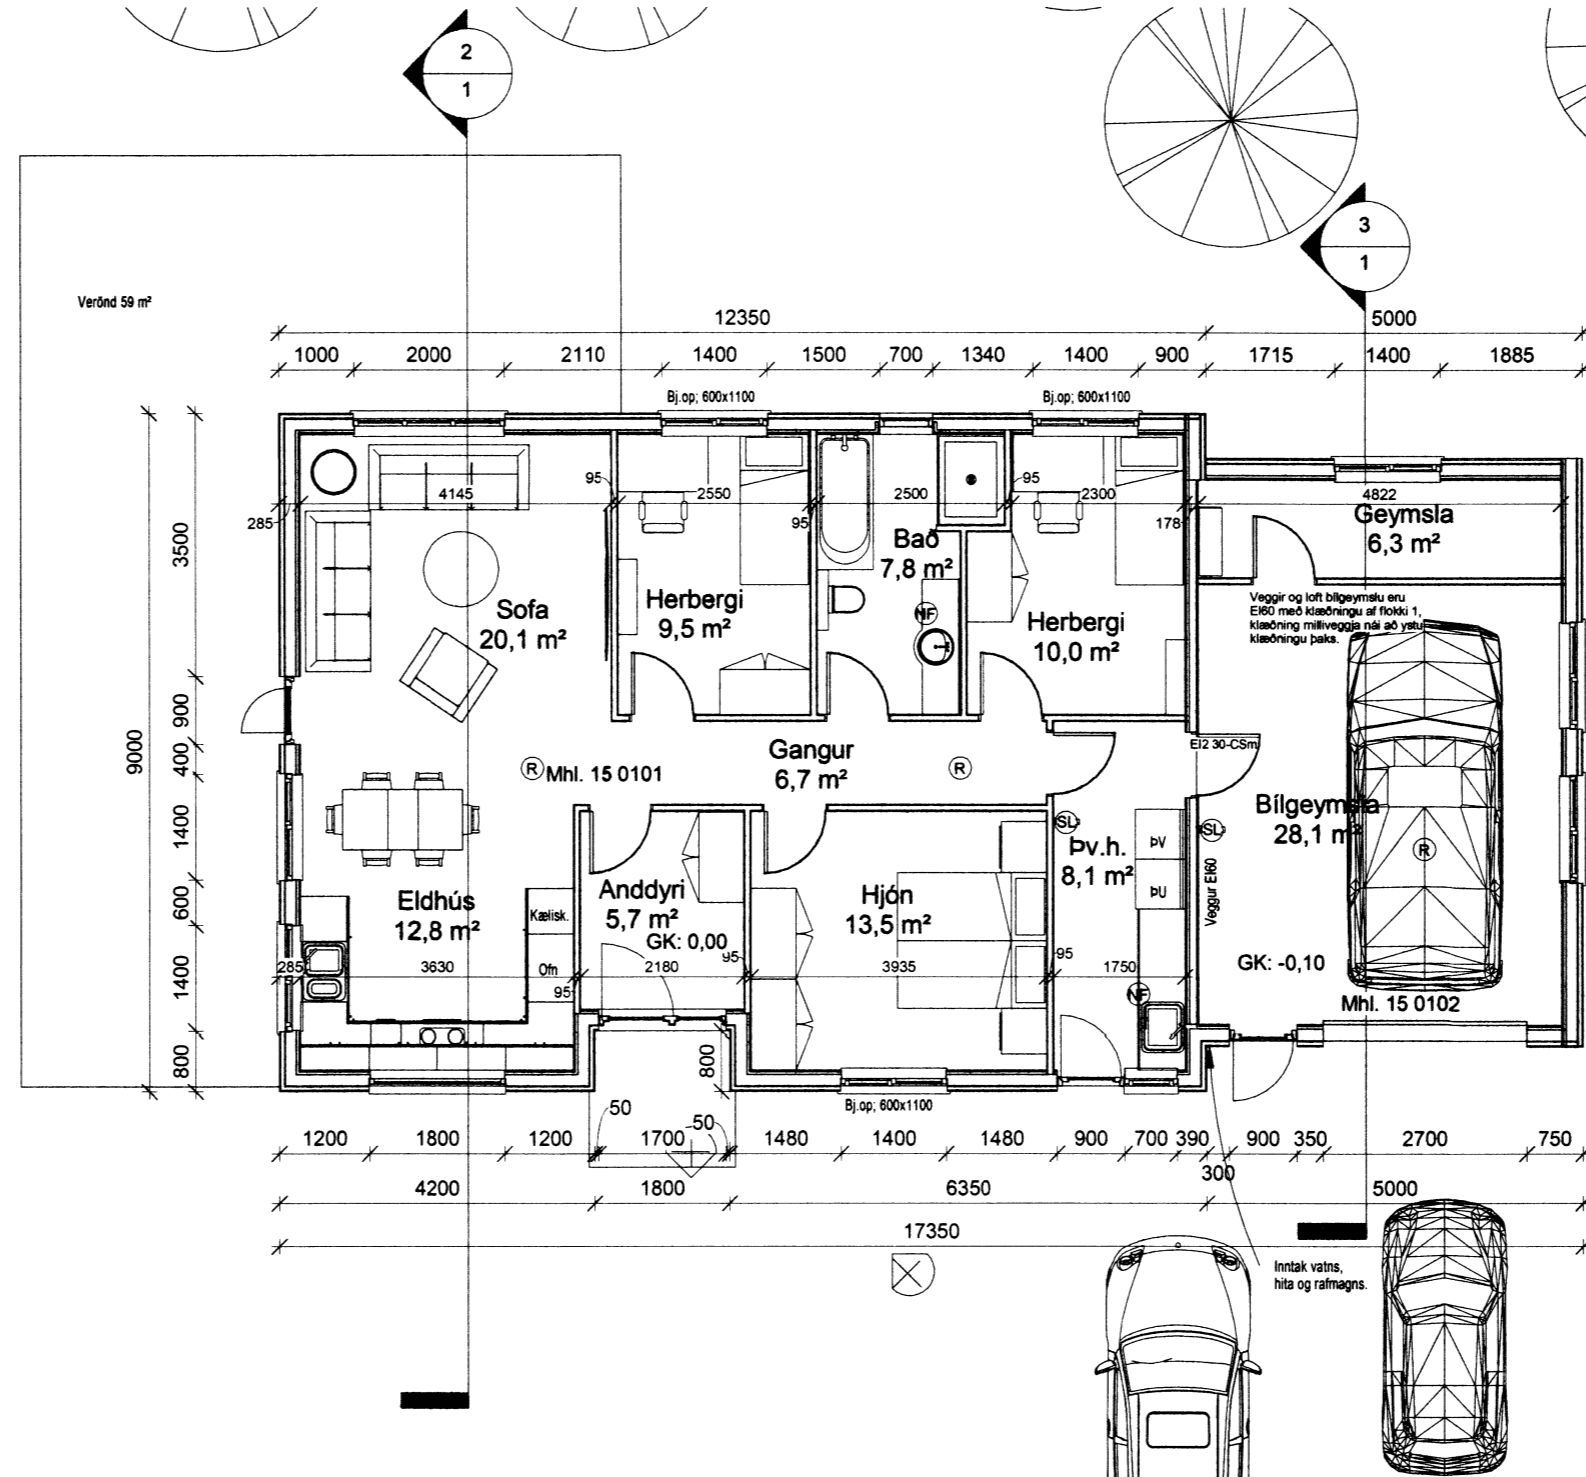 2
1
3
1
Verönd 59 m²
12350
5000
1000
2000
2110
1400
1500
700
1340
1400
900
1715
1400
1885
Bj.op; 600x1100
Bj.op; 600x1100
9000
3500
900
400
1400
600
1400
800
285
4145
95
2550
95
2500
95
2300
178
4822
Geymsla
6,3 m²
Bað
7,8 m²
NF
Sofa
20,1 m²
Herbergi
9,5 m²
Herbergi
10,0 m²
Veggir og loft bílgeymslu eru
EI60 með klæðningu af flokki 1,
klæðning milliveggja nái að ystu
klæðningu þaks.
Gangur
6,7 m²
R
Mhl. 15 0101
R
EI2 30-CSm
Bílgeymsla
28,1 m²
R
SL
SL
Þv.h.
8,1 m²
ÞV
ÞU
Veggur EI60
Eldhús
12,8 m²
Kælisk.
Ofn
Anddyri
5,7 m²
GK: 0,00
Hjón
13,5 m²
GK: -0,10
Mhl. 15 0102
NF
285
3630
95
2180
95
3935
95
1750
800
Bj.op; 600x1100
50
50
1200
1800
1200
1700
1480
1400
1480
900
700
390
300
900
350
2700
750
4200
1800
6350
5000
17350
Inntak vatns,
hita og rafmagns.